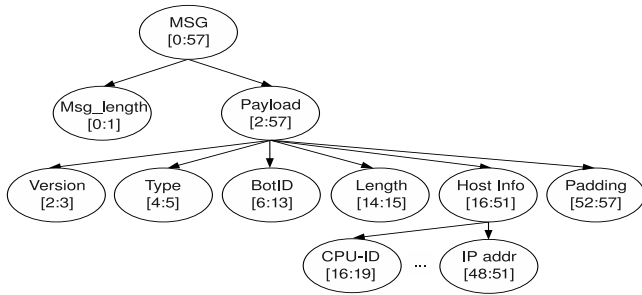 MSG
[0:57]
Msg_length
[0:1]
Payload
[2:57]
Version
[2:3]
Type
[4:5]
BotID
[6:13]
Length
[14:15]
Host Info
[16:51]
Padding
[52:57]
CPU-ID
[16:19]
...
IP addr
[48:51]